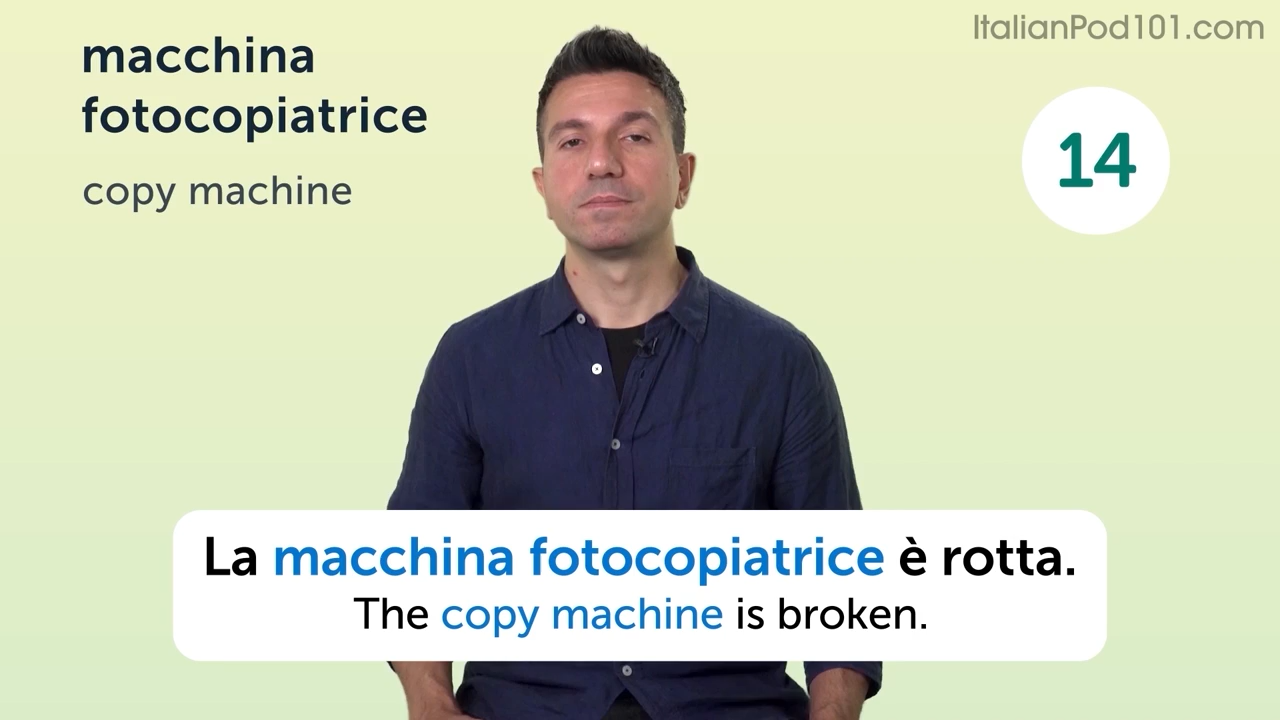 ItalianPod101.com
macchina
fotocopiatrice
copy machine
14
La macchina fotocopiatrice è rotta.
The copy machine is broken.